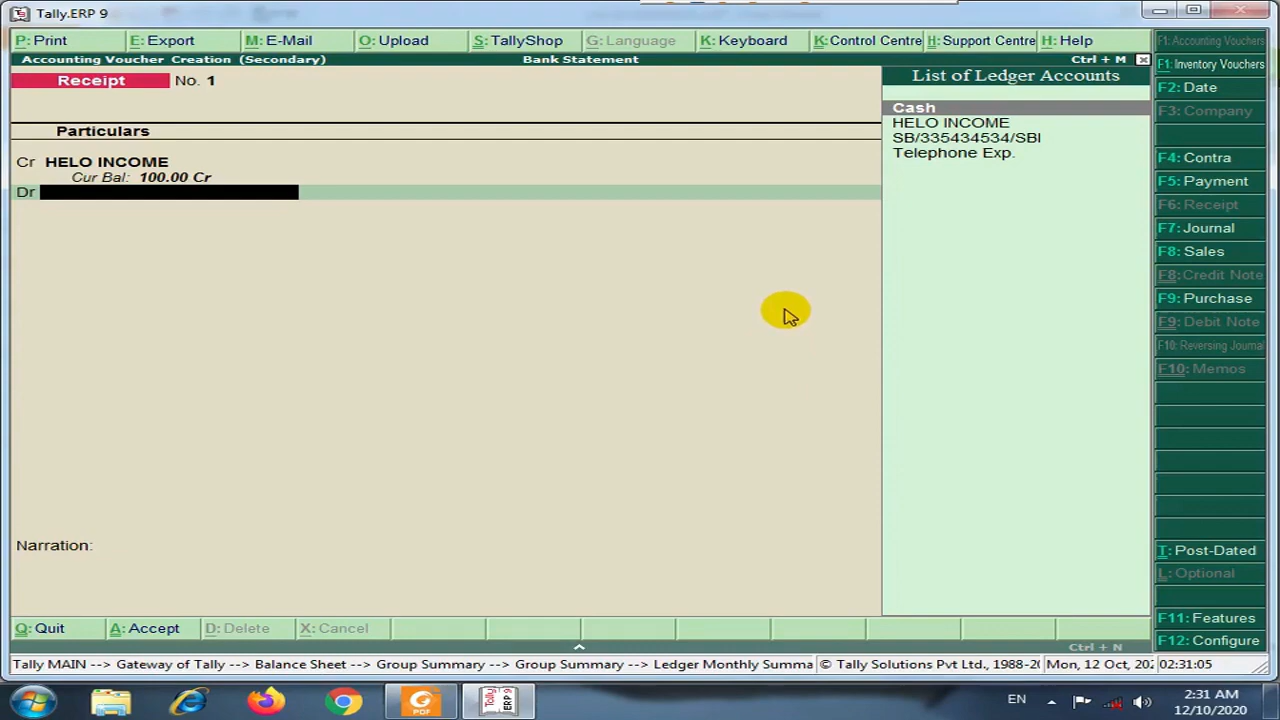 Tally.ERP 9
P: Print E: Export M: E-Mail O: Upload S: TallyShop G: Language K: Keyboard K: Control Centre H: Support Centre H: Help
Accounting Voucher Creation (Secondary) Bank Statement Ctrl + M
Receipt No. 1
Particulars
Cr HELO INCOME
Cur Bal: 100.00 Cr
Dr
Narration:
List of Ledger Accounts
Cash
HELO INCOME
SB/335434534/SBI
Telephone Exp.
F1: Accounting Vouchers
F1: Inventory Vouchers
F2: Date
F3: Company
F4: Contra
F5: Payment
F6: Receipt
F7: Journal
F8: Sales
F8: Credit Note
F9: Purchase
F9: Debit Note
F10: Reversing Journal
F10: Memos
T: Post-Dated
L: Optional
F11: Features
F12: Configure
Q: Quit A: Accept D: Delete X: Cancel
Ctrl + N
Tally MAIN --> Gateway of Tally --> Balance Sheet --> Group Summary --> Group Summary --> Ledger Monthly Summa © Tally Solutions Pvt Ltd., 1988-20 Mon, 12 Oct, 202 02:31:05
PDF Tally ERP 9 EN 2:31 AM
12/10/2020